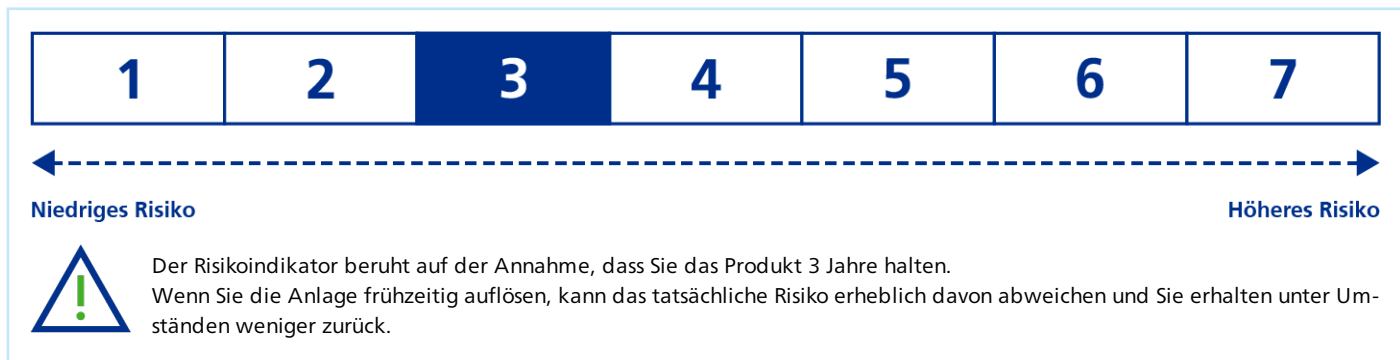 1 2 3 4 5 6 7
Niedriges Risiko Höheres Risiko
Der Risikoindikator beruht auf der Annahme, dass Sie das Produkt 3 Jahre halten.
Wenn Sie die Anlage frühzeitig auflösen, kann das tatsächliche Risiko erheblich davon abweichen und Sie erhalten unter Um-
ständen weniger zurück.